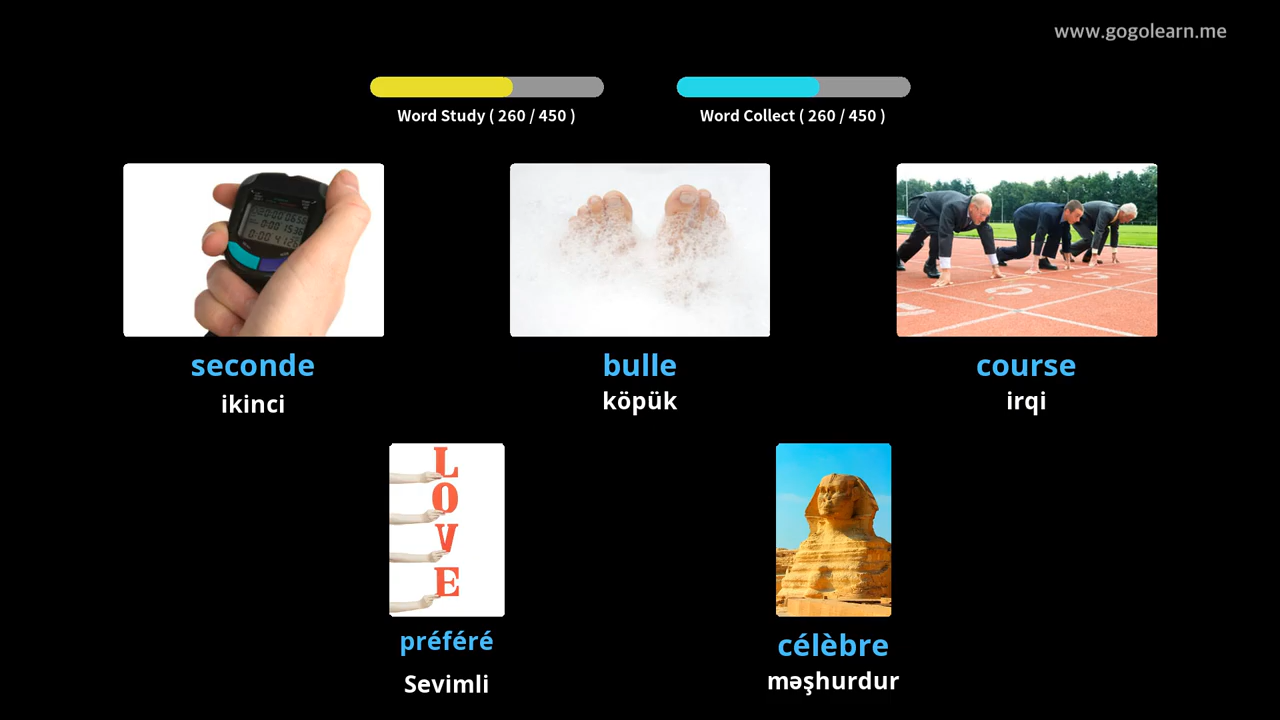 www.gogolearn.me
Word Study ( 260 / 450 )
Word Collect ( 260 / 450 )
seconde
ikinci
bulle
köpük
course
irqi
L
O
V
E
préféré
Sevimli
célèbre
məşhurdur